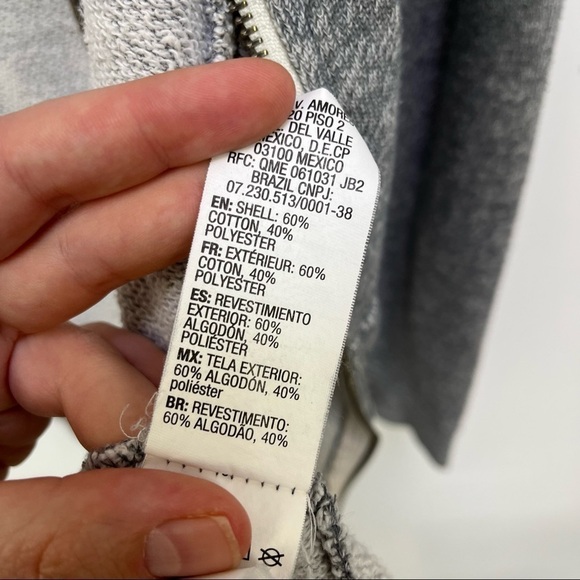 V. AMORE
20 PISO 2
DEL VALLE
MEXICO, D.E.CP
03100 MEXICO
RFC: QME 061031 JB2
BRAZIL CNPJ:
07.230.513/0001-38
EN: SHELL: 60%
COTTON, 40%
POLYESTER
FR: EXTÉRIEUR: 60%
COTON, 40%
POLYESTER
ES: REVESTIMIENTO
EXTERIOR: 60%
ALGODÓN, 40%
POLIÉSTER
MX: TELA EXTERIOR:
60% ALGODÓN, 40%
poliéster
BR: REVESTIMENTO:
60% ALGODÃO, 40%